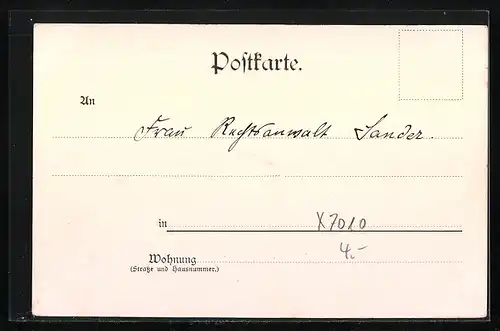 Postkarte.
An
Frau Rechtsanwalt Sander.
in
X7010
Wohnung
4.-
(Straße und Hausnummer.)